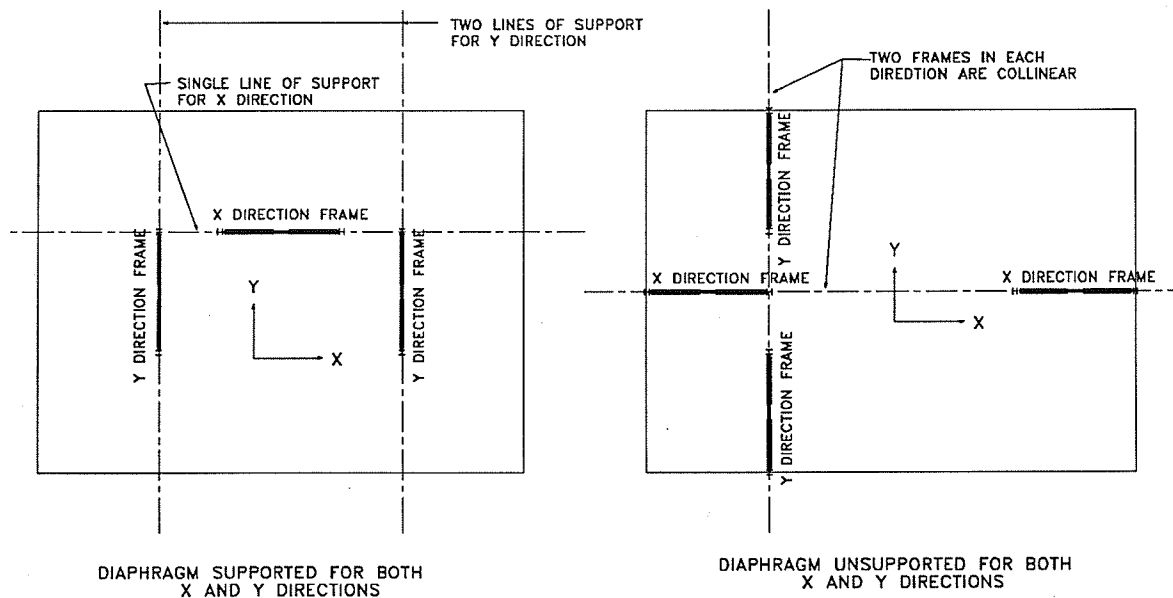 TWO LINES OF SUPPORT
FOR Y DIRECTION
SINGLE LINE OF SUPPORT
FOR X DIRECTION
X DIRECTION FRAME
Y DIRECTION FRAME
Y DIRECTION FRAME
Y
X
DIAPHRAGM SUPPORTED FOR BOTH
X AND Y DIRECTIONS
TWO FRAMES IN EACH
DIREDTION ARE COLLINEAR
Y DIRECTION FRAME
X DIRECTION FRAME
X DIRECTION FRAME
Y
X
Y DIRECTION FRAME
DIAPHRAGM UNSUPPORTED FOR BOTH
X AND Y DIRECTIONS